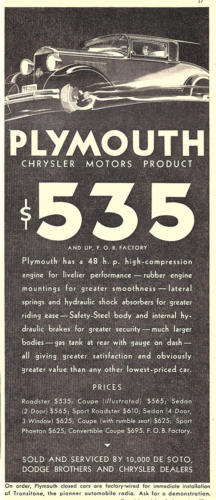 17
PLYMOUTH
CHRYSLER MOTORS PRODUCT
$535
AND UP, F. O. B. FACTORY
Plymouth has a 48 h. p. high-compression
engine for livelier performance — rubber engine
mountings for greater smoothness — lateral
springs and hydraulic shock absorbers for greater
riding ease — Safety-Steel body and internal hy-
draulic brakes for greater security — much larger
bodies — gas tank at rear with gauge on dash —
all giving greater satisfaction and obviously
greater value than any other lowest-priced car.
PRICES
Roadster $535; Coupe (illustrated) $565; Sedan
(2-Door) $565; Sport Roadster $610; Sedan (4-Door,
3-Window) $625; Coupe (with rumble seat) $625; Sport
Phaeton $625; Convertible Coupe $695. F. O. B. Factory.
SOLD AND SERVICED BY 10,000 DE SOTO,
DODGE BROTHERS AND CHRYSLER DEALERS
On order, Plymouth closed cars are factory-wired for immediate installation
of Transitone, the pioneer automobile radio. Ask for a demonstration.